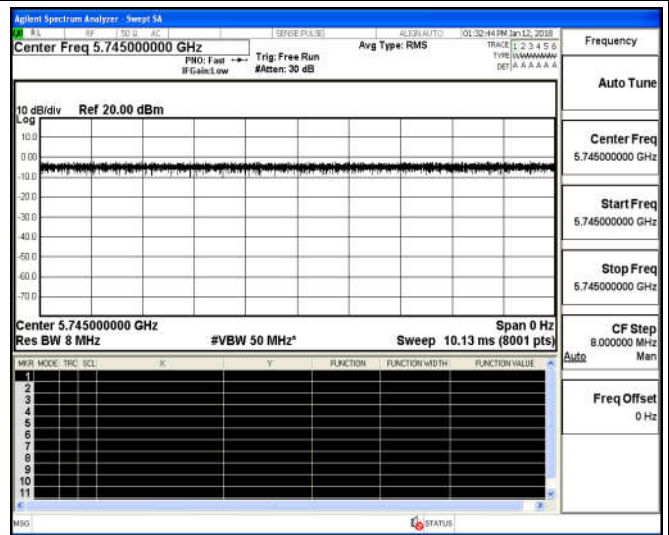 Agilent Spectrum Analyzer - Swept SA
RL RF 50 Ω AC SENSE:PULSE ALIGN AUTO 01:32:44 PM Jan 12, 2018
Center Freq 5.745000000 GHz
PNO: Fast
IFGain:Low
Trig: Free Run
#Atten: 30 dB
Avg Type: RMS
TRACE 1 2 3 4 5 6
TYPE
DET A A A A A A
10 dB/div Ref 20.00 dBm
Log
10.0
0.00
-10.0
-20.0
-30.0
-40.0
-50.0
-60.0
-70.0
Center 5.745000000 GHz Span 0 Hz
Res BW 8 MHz #VBW 50 MHz* Sweep 10.13 ms (8001 pts)
MKR MODE TRC SCL X Y FUNCTION FUNCTION WIDTH FUNCTION VALUE
1
2
3
4
5
6
7
8
9
10
11
MSG STATUS
Frequency
Auto Tune
Center Freq
5.745000000 GHz
Start Freq
5.745000000 GHz
Stop Freq
5.745000000 GHz
CF Step
8.000000 MHz
Auto Man
Freq Offset
0 Hz